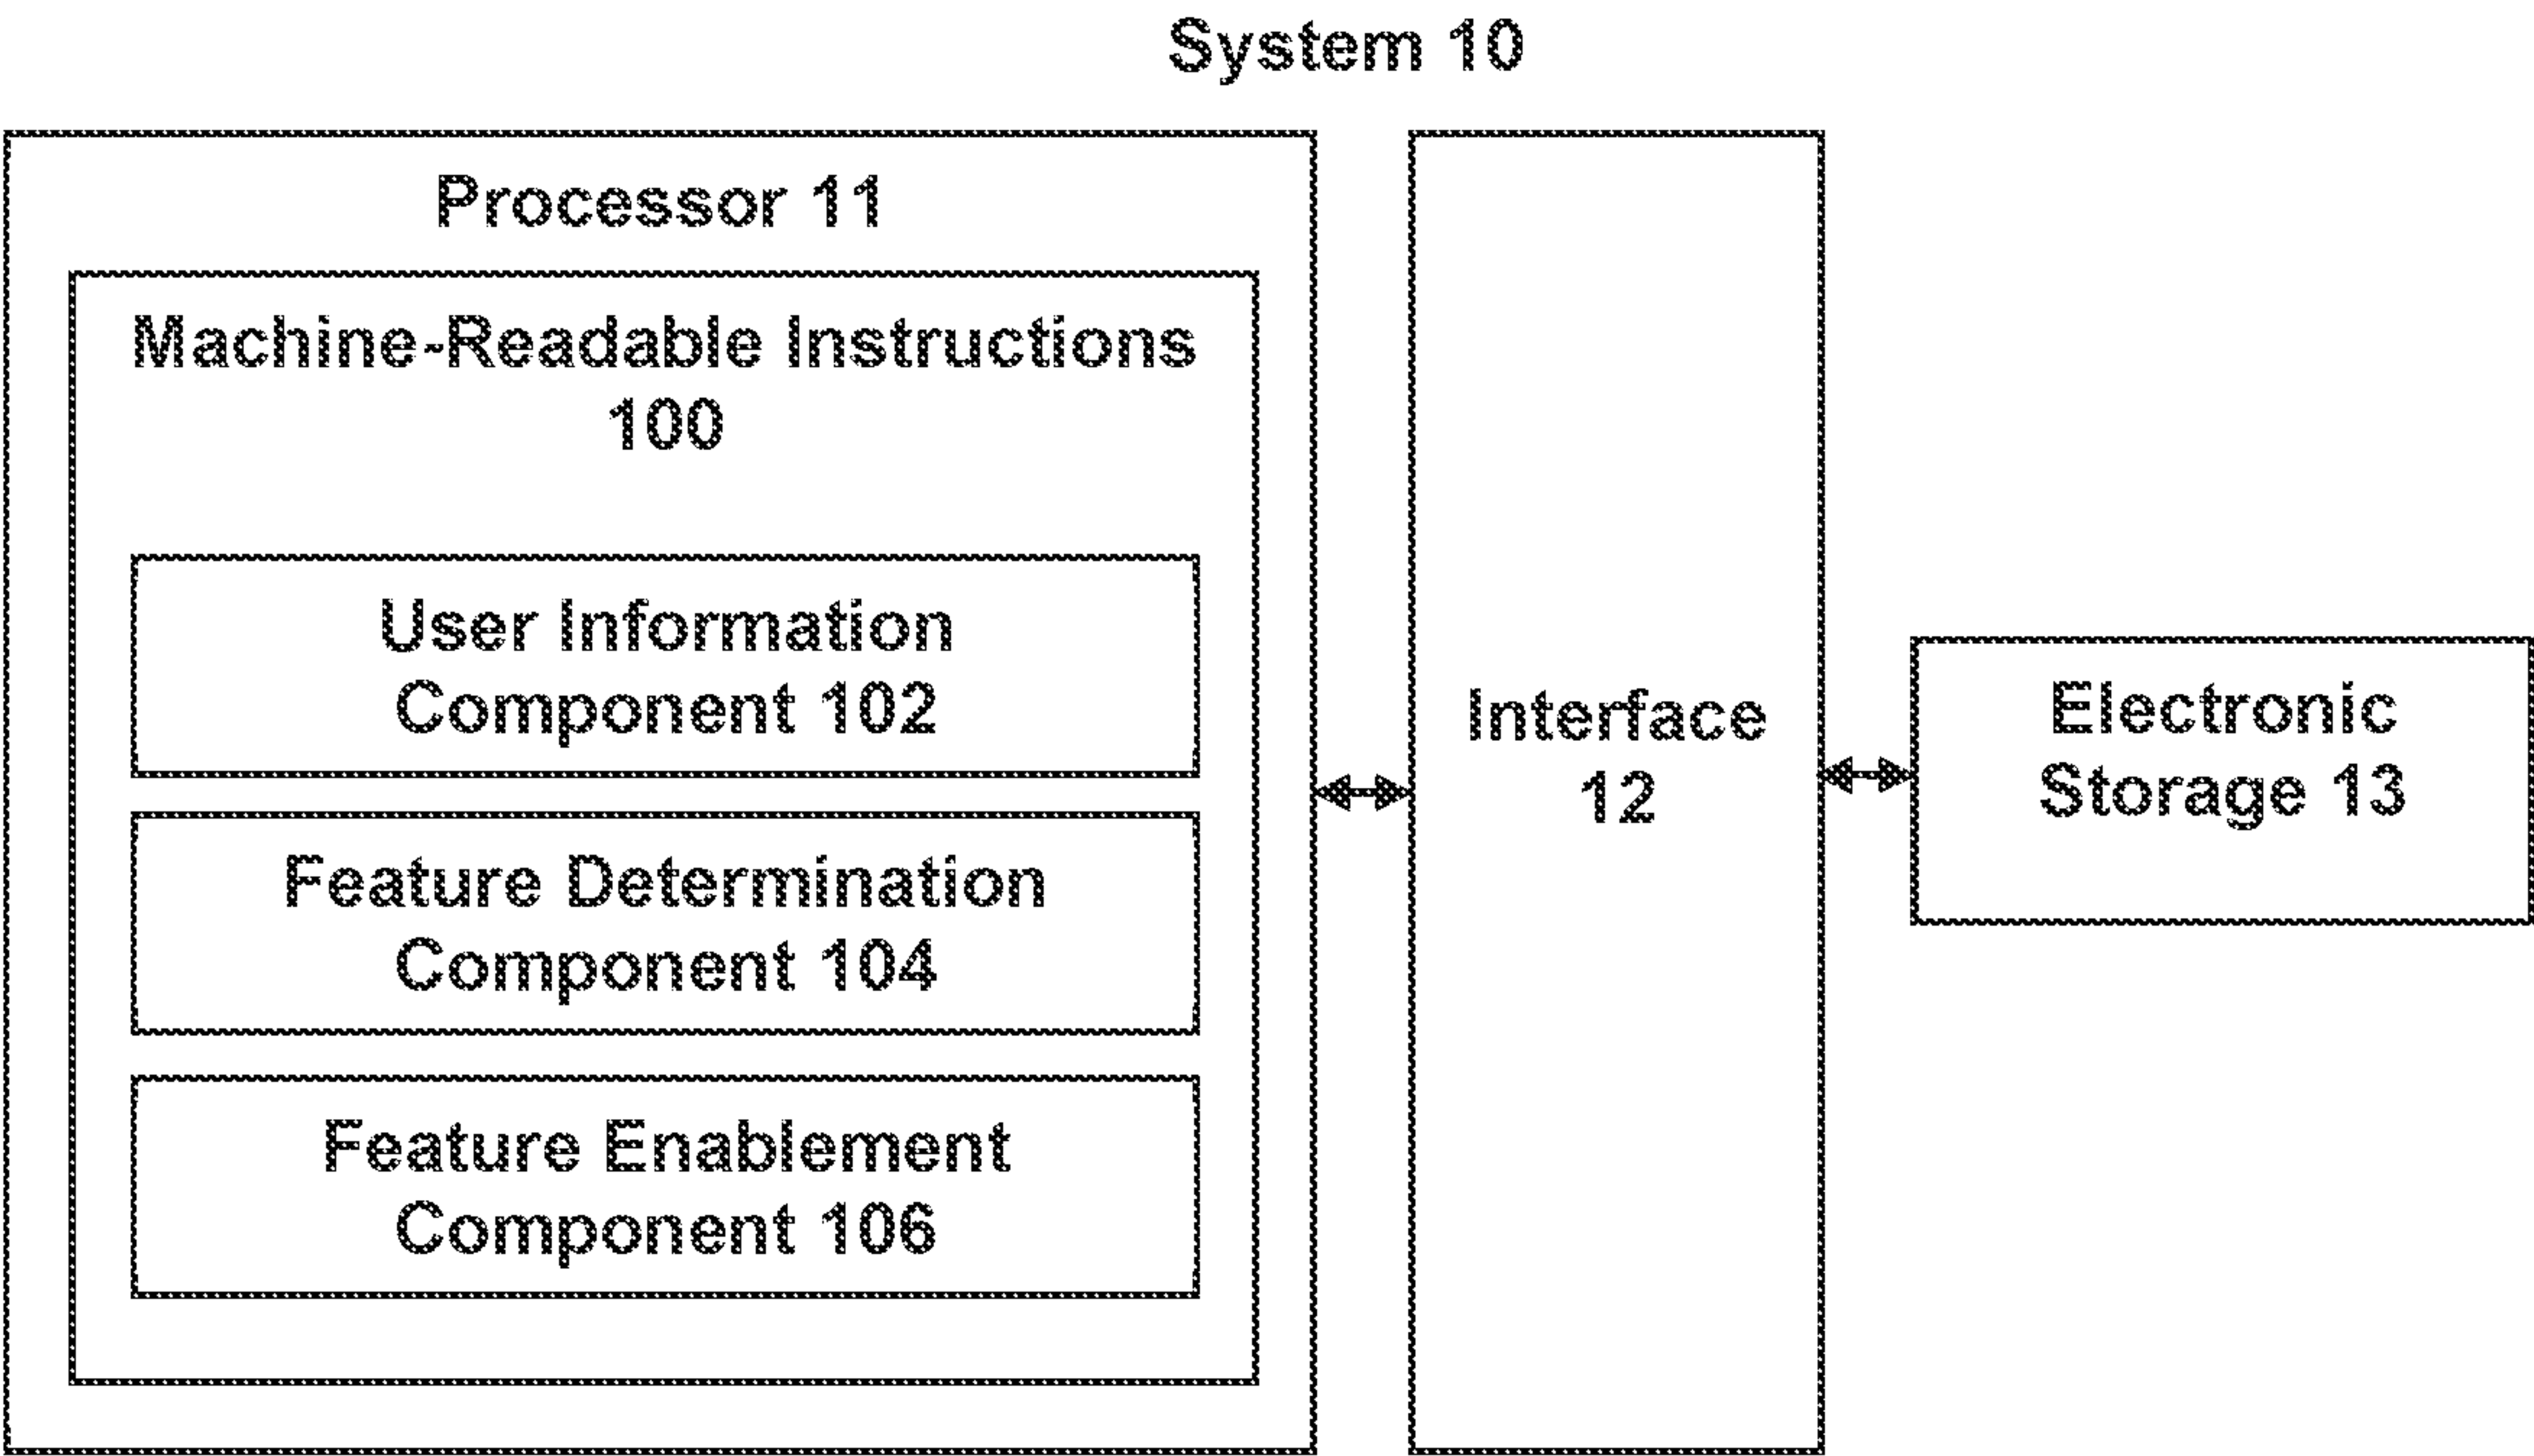 System 10
Processor 11
Machine-Readable Instructions
100
User Information
Component 102
Feature Determination
Component 104
Feature Enablement
Component 106
Interface
12
Electronic
Storage 13